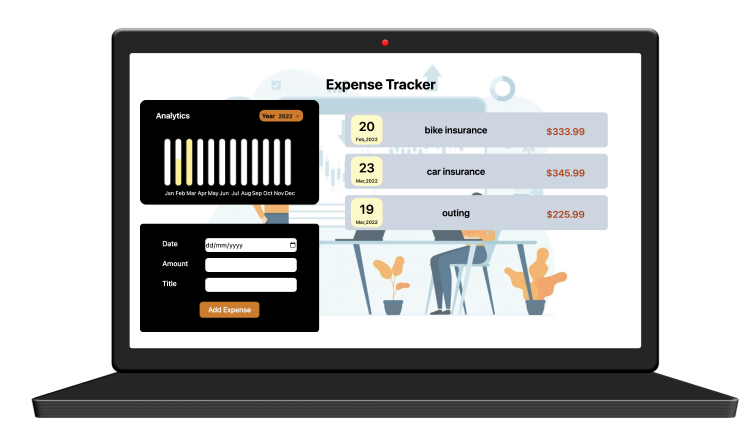 Expense Tracker
Analytics
Year 2022
Jan Feb Mar Apr May Jun Jul Aug Sep Oct Nov Dec
20
Feb,2022
bike insurance
$333.99
23
Mar,2022
car insurance
$345.99
19
Mar,2022
outing
$225.99
Date
dd/mm/yyyy
Amount
Title
Add Expense